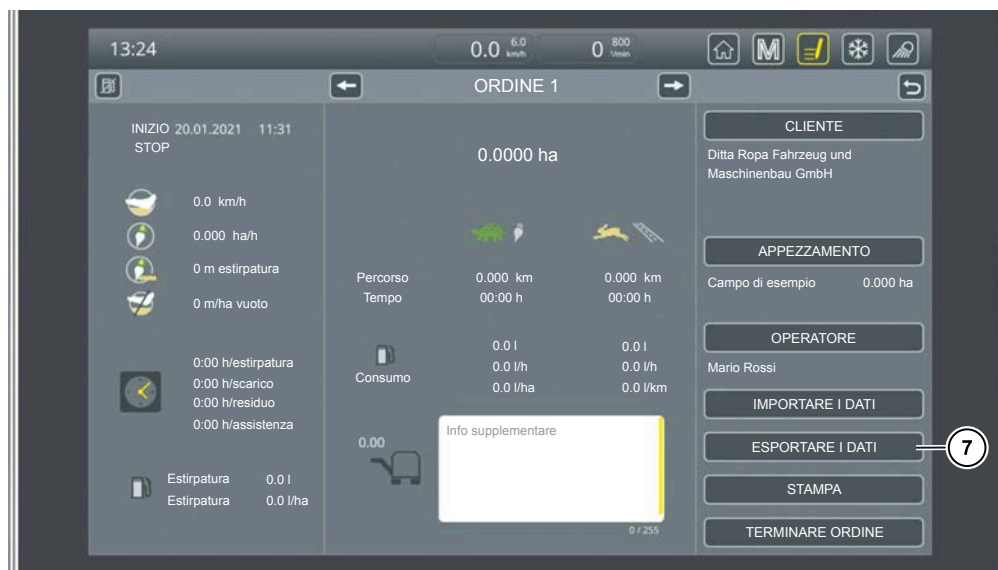 13:24
0.0 6.0 km/h
0 800 1/min
M
ORDINE 1
INIZIO 20.01.2021 11:31
STOP
0.0 km/h
0.000 ha/h
0 m estirpatura
0 m/ha vuoto
0:00 h/estirpatura
0:00 h/scarico
0:00 h/residuo
0:00 h/assistenza
Estirpatura 0.0 l
Estirpatura 0.0 l/ha
0.0000 ha
Percorso 0.000 km 0.000 km
Tempo 00:00 h 00:00 h
0.0 l 0.0 l
Consumo 0.0 l/h 0.0 l/h
0.0 l/ha 0.0 l/km
0.00
Info supplementare
0 / 255
CLIENTE
Ditta Ropa Fahrzeug und
Maschinenbau GmbH
APPEZZAMENTO
Campo di esempio 0.000 ha
OPERATORE
Mario Rossi
IMPORTARE I DATI
ESPORTARE I DATI
7
STAMPA
TERMINARE ORDINE